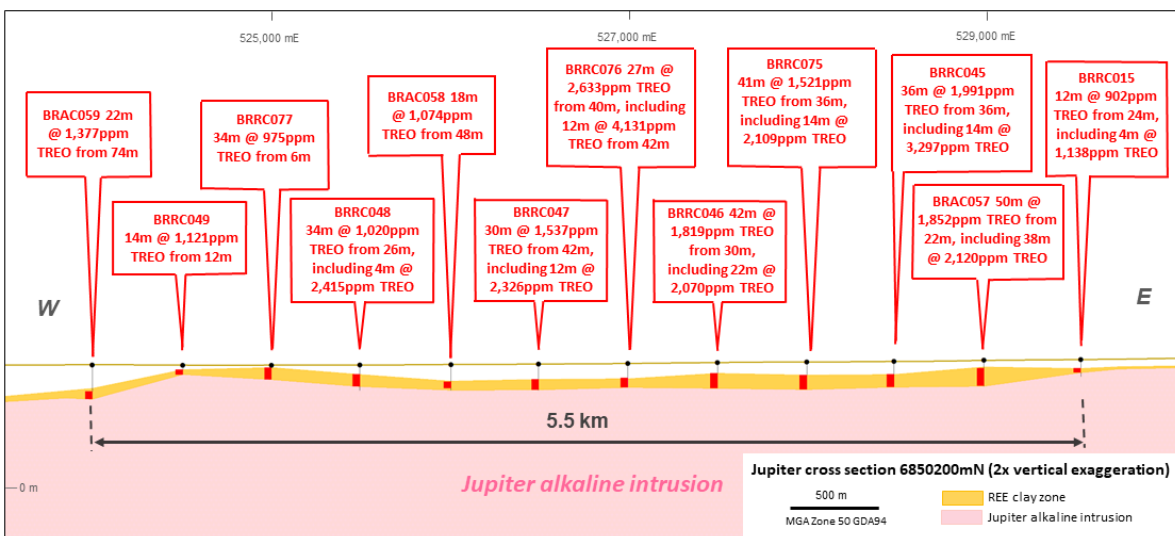 525,000 mE
527,000 mE
529,000 mE
BRAC059 22m
@ 1,377ppm
TREO from 74m
BRRC049
14m @ 1,121ppm
TREO from 12m
BRRC077
34m @ 975ppm
TREO from 6m
BRRC048
34m @ 1,020ppm
TREO from 26m,
including 4m @
2,415ppm TREO
BRAC058 18m
@ 1,074ppm
TREO from 48m
BRRC047
30m @ 1,537ppm
TREO from 42m,
including 12m @
2,326ppm TREO
BRRC076 27m @
2,633ppm TREO
from 40m, including
12m @ 4,131ppm
TREO from 42m
BRRC046 42m @
1,819ppm TREO
from 30m,
including 22m @
2,070ppm TREO
BRRC075
41m @ 1,521ppm
TREO from 36m,
including 14m @
2,109ppm TREO
BRRC045
36m @ 1,991ppm
TREO from 36m,
including 14m @
3,297ppm TREO
BRAC057 50m @
1,852ppm TREO from
22m, including 38m
@ 2,120ppm TREO
BRRC015
12m @ 902ppm
TREO from 24m,
including 4m @
1,138ppm TREO
W
E
5.5 km
0 m
Jupiter alkaline intrusion
Jupiter cross section 6850200mN (2x vertical exaggeration)
500 m
MGA Zone 50 GDA94
REE clay zone
Jupiter alkaline intrusion